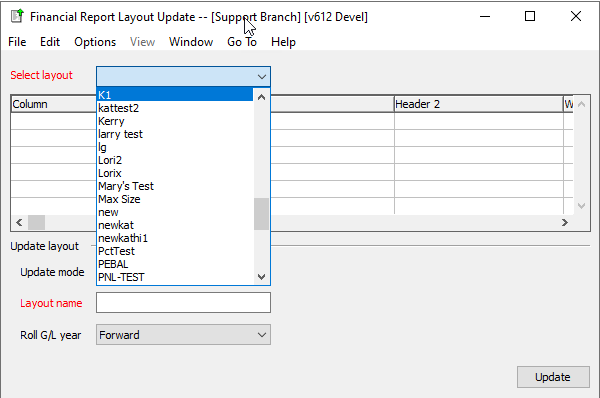 Financial Report Layout Update -- [Support Branch] [v612 Devel]
File Edit Options View Window Go To Help
Select layout
Column Header 2 W
K1
kattest2
Kerry
larry test
lg
Lori2
Lorix
Mary's Test
Max Size
new
newkat
newkathi1
PctTest
PEBAL
PNL-TEST
Update layout
Update mode
Layout name
Roll G/L year Forward
Update